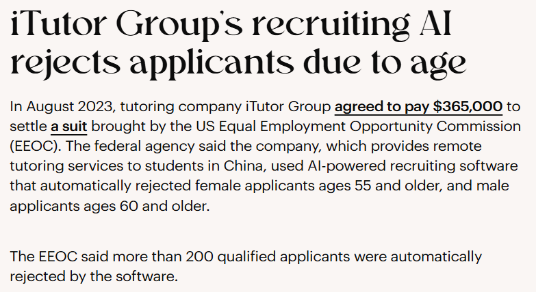 iTutor Group's recruiting AI
rejects applicants due to age
In August 2023, tutoring company iTutor Group agreed to pay $365,000 to
settle a suit brought by the US Equal Employment Opportunity Commission
(EEOC). The federal agency said the company, which provides remote
tutoring services to students in China, used AI-powered recruiting software
that automatically rejected female applicants ages 55 and older, and male
applicants ages 60 and older.
The EEOC said more than 200 qualified applicants were automatically
rejected by the software.